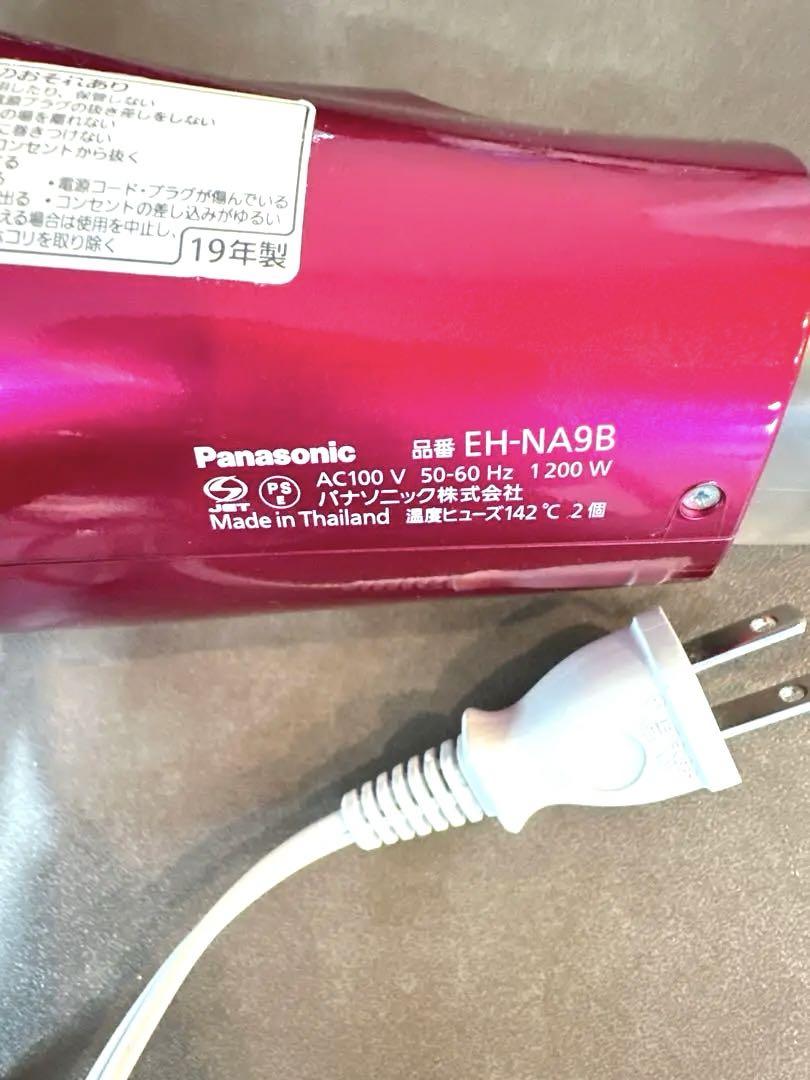 のおそれあり
したり、保管しない
電源プラグの抜き差しをしない
の場を離れない
に巻きつけない
コンセントから抜く
する
る ・電源コード・プラグが傷んでいる
出る ・コンセントの差し込みがゆるい
える場合は使用を中止し、
ホコリを取り除く
19年製
Panasonic 品番 EH-NA9B
AC100 V 50-60 Hz 1200 W
JET PS E パナソニック株式会社
Made in Thailand 温度ヒューズ142℃ 2個